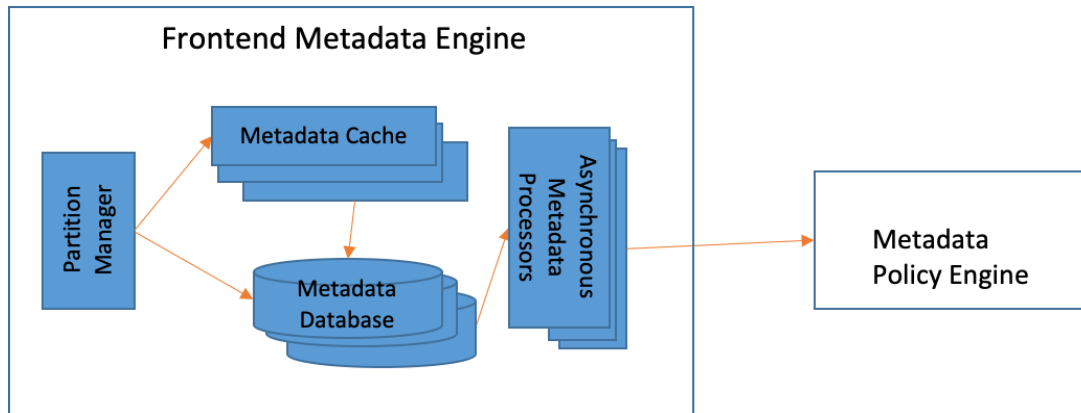 Frontend Metadata Engine
Partition
Manager
Metadata Cache
Metadata
Database
Asynchronous
Metadata
Processors
Metadata
Policy Engine